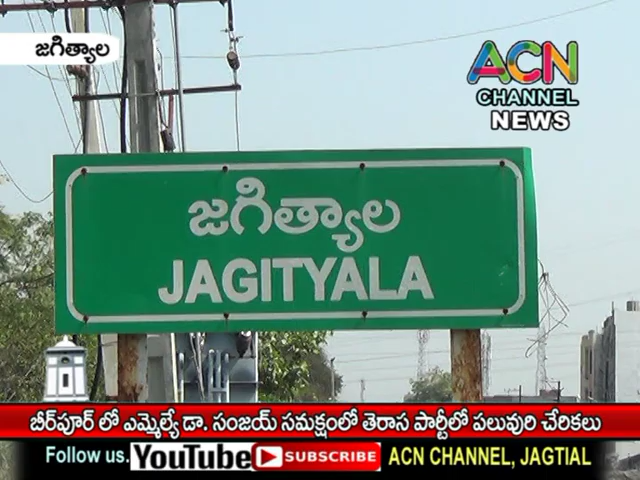 జగిత్యాల
ACN
CHANNEL
NEWS
జగిత్యాల
JAGITYALA
బీర్‌పూర్ లో ఎమ్మెల్యే డా. సంజయ్ సమక్షంలో తెరాస పార్టీలో పలువురి చేరికలు
Follow us. YouTube SUBSCRIBE ACN CHANNEL, JAGTIAL